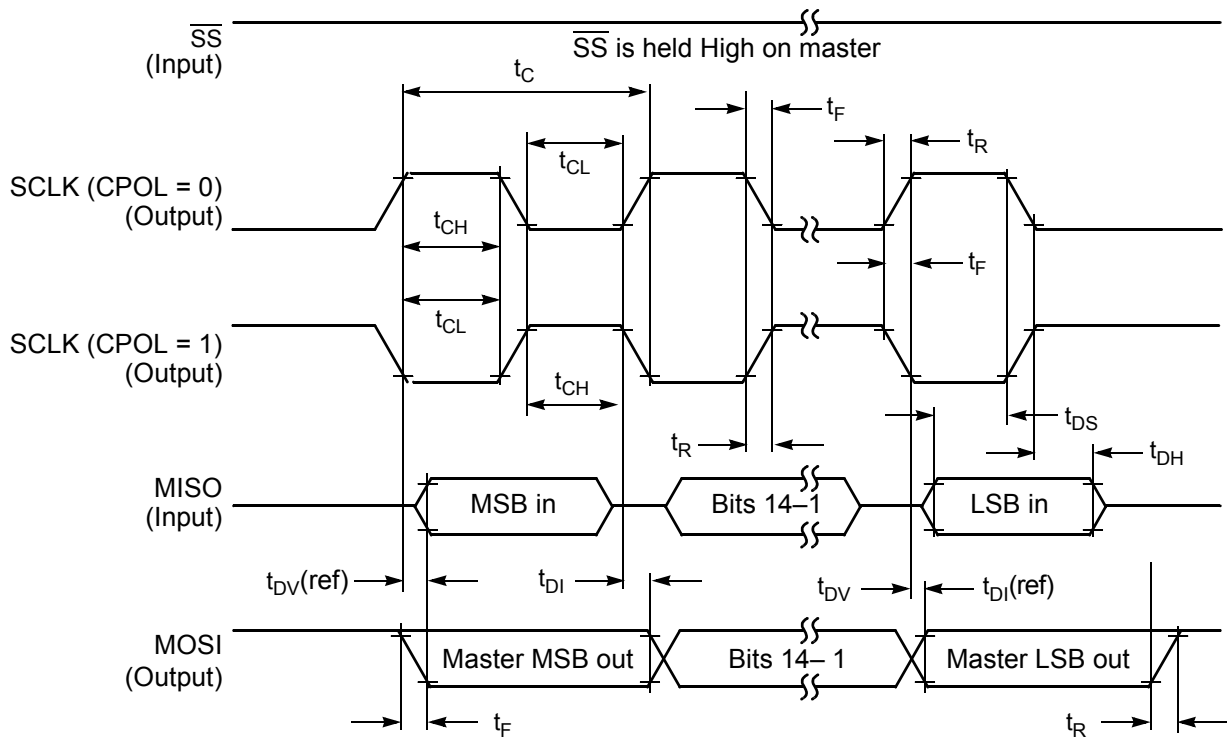 SS
(Input)
SS is held High on master
tC
tF
tR
tCL
SCLK (CPOL = 0)
(Output)
tCH
tF
tCL
SCLK (CPOL = 1)
(Output)
tCH
tDS
tR
tDH
MISO
(Input)
MSB in
Bits 14–1
LSB in
tDV(ref)
tDI
tDV
tDI(ref)
MOSI
(Output)
Master MSB out
Bits 14– 1
Master LSB out
tF
tR